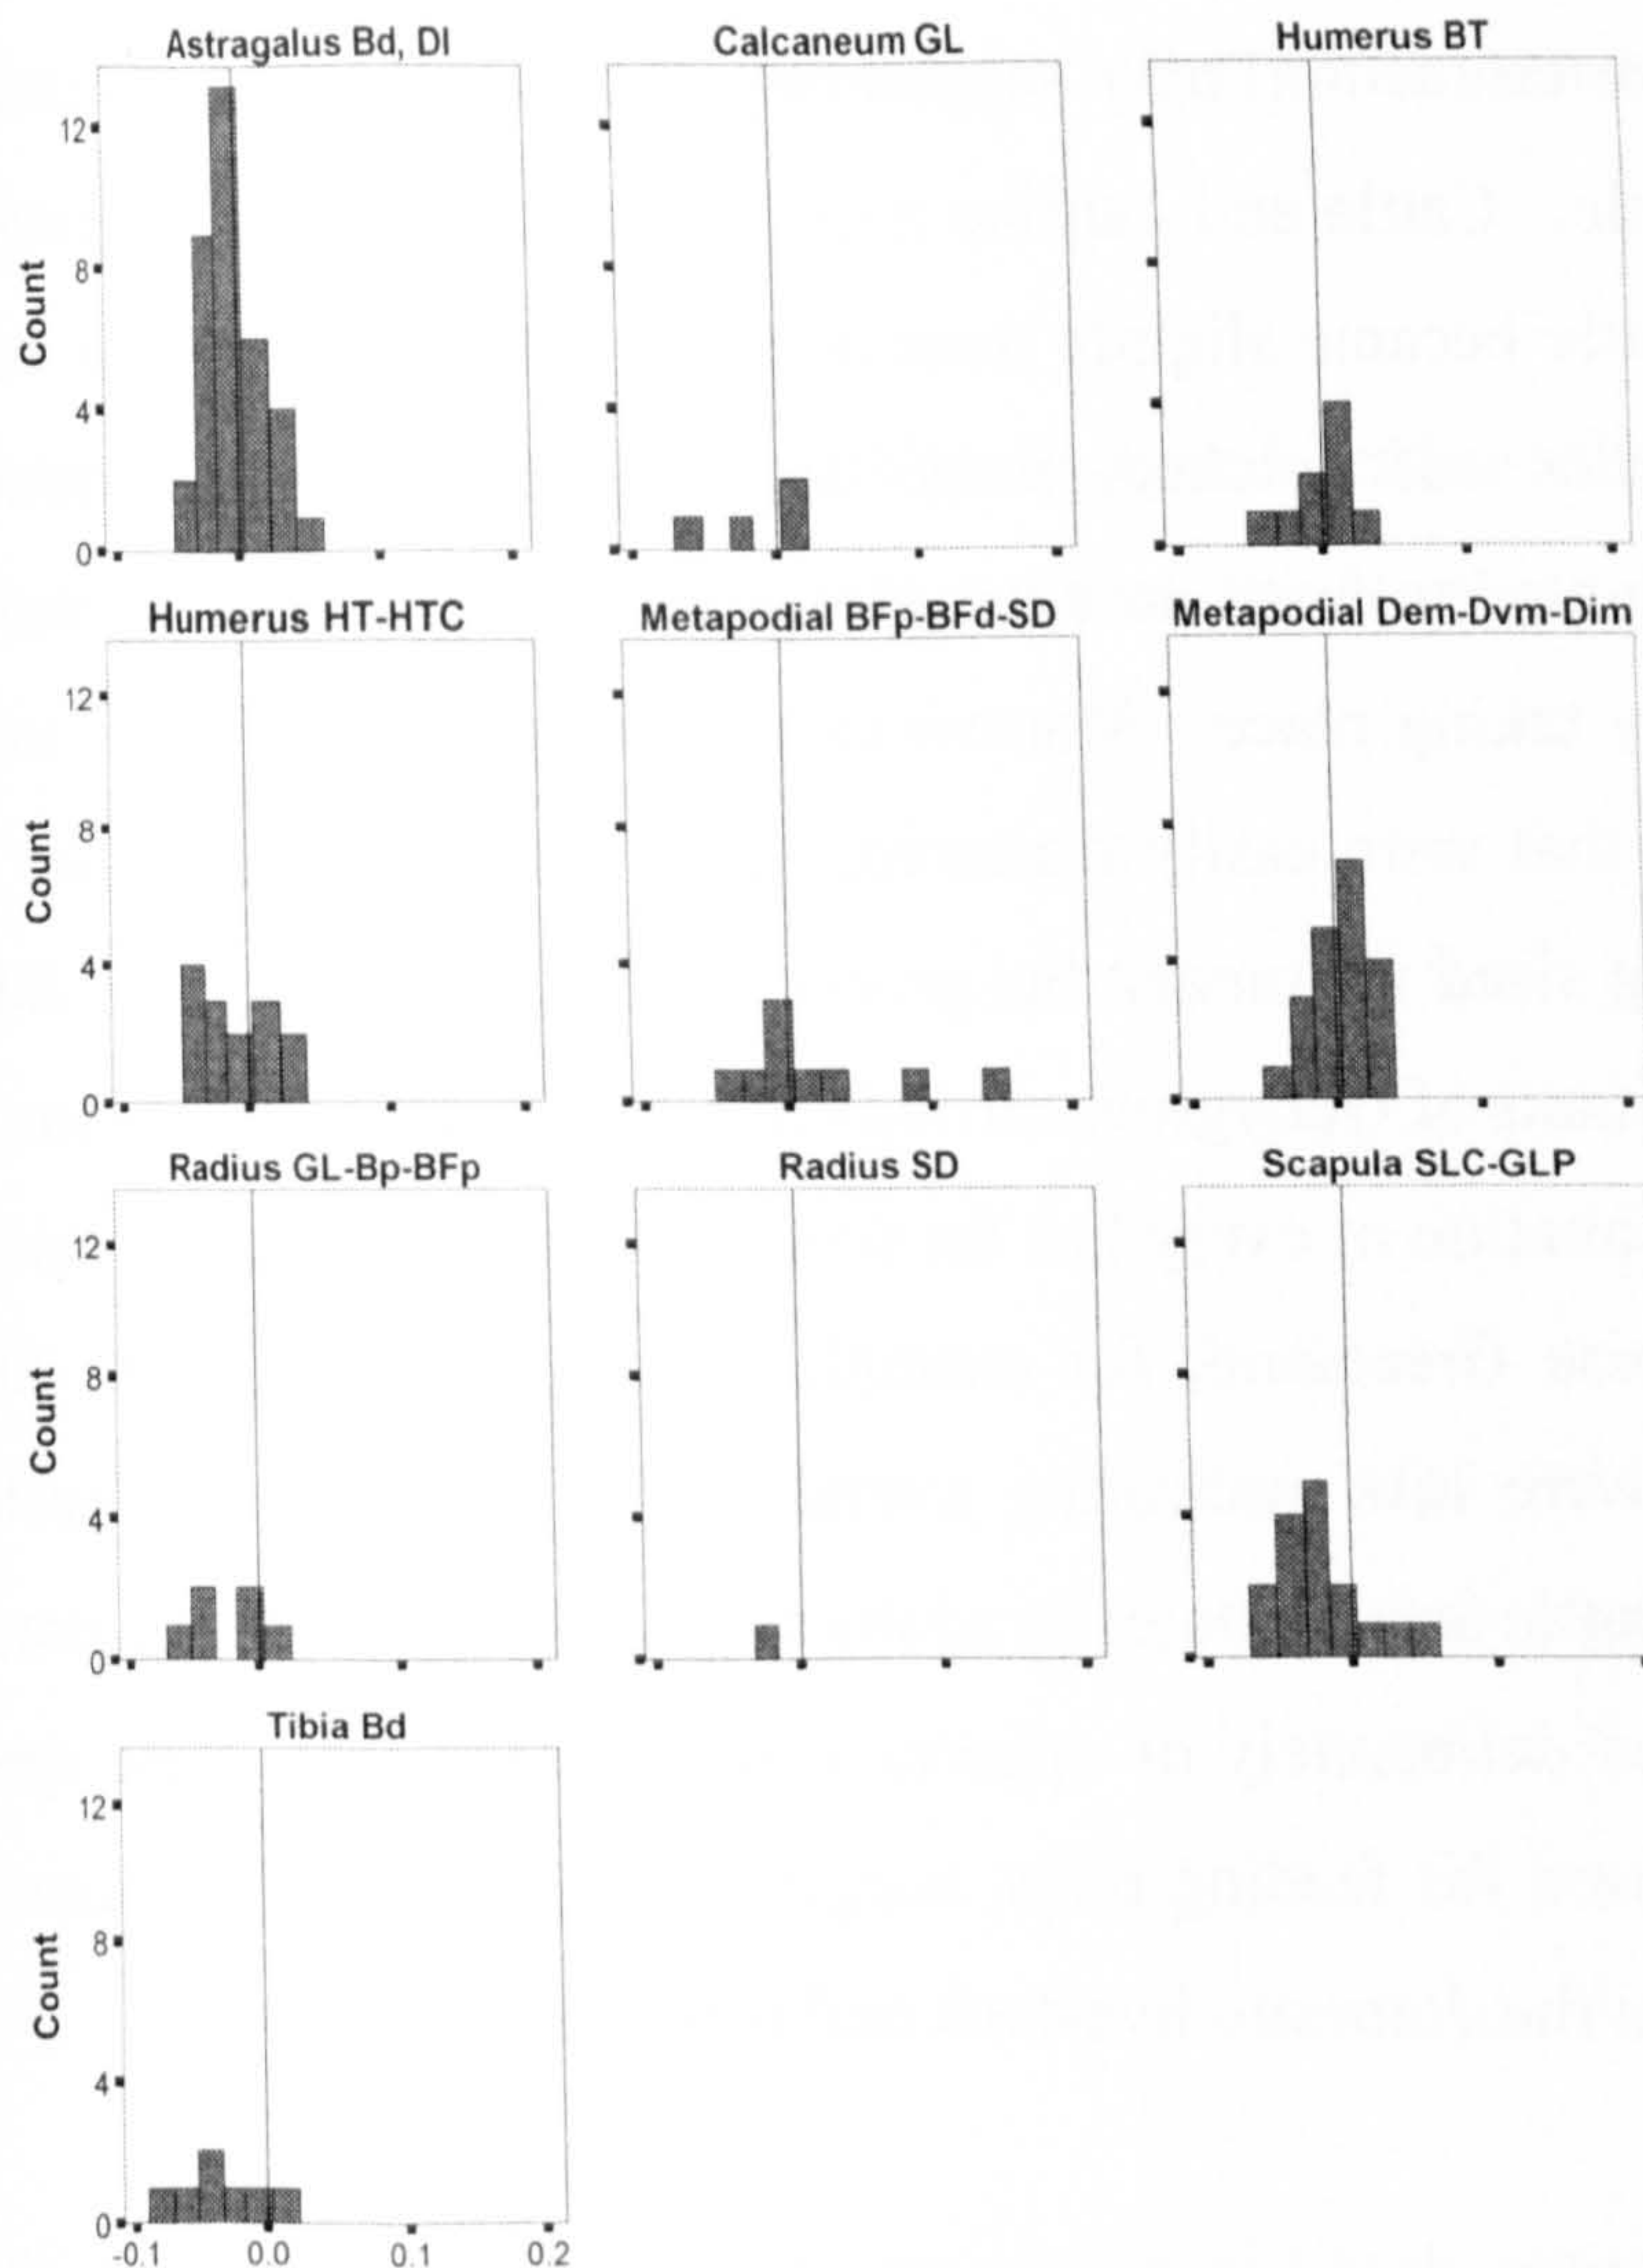 Astragalus Bd, Dl
Calcaneum GL
Humerus BT
Count
12
8
4
0
Humerus HT-HTC
Metapodial BFp-BFd-SD
Metapodial Dem-Dvm-Dim
Count
12
8
4
0
Radius GL-Bp-BFp
Radius SD
Scapula SLC-GLP
Count
12
8
4
0
Tibia Bd
Count
12
8
4
0
-0.1 0.0 0.1 0.2